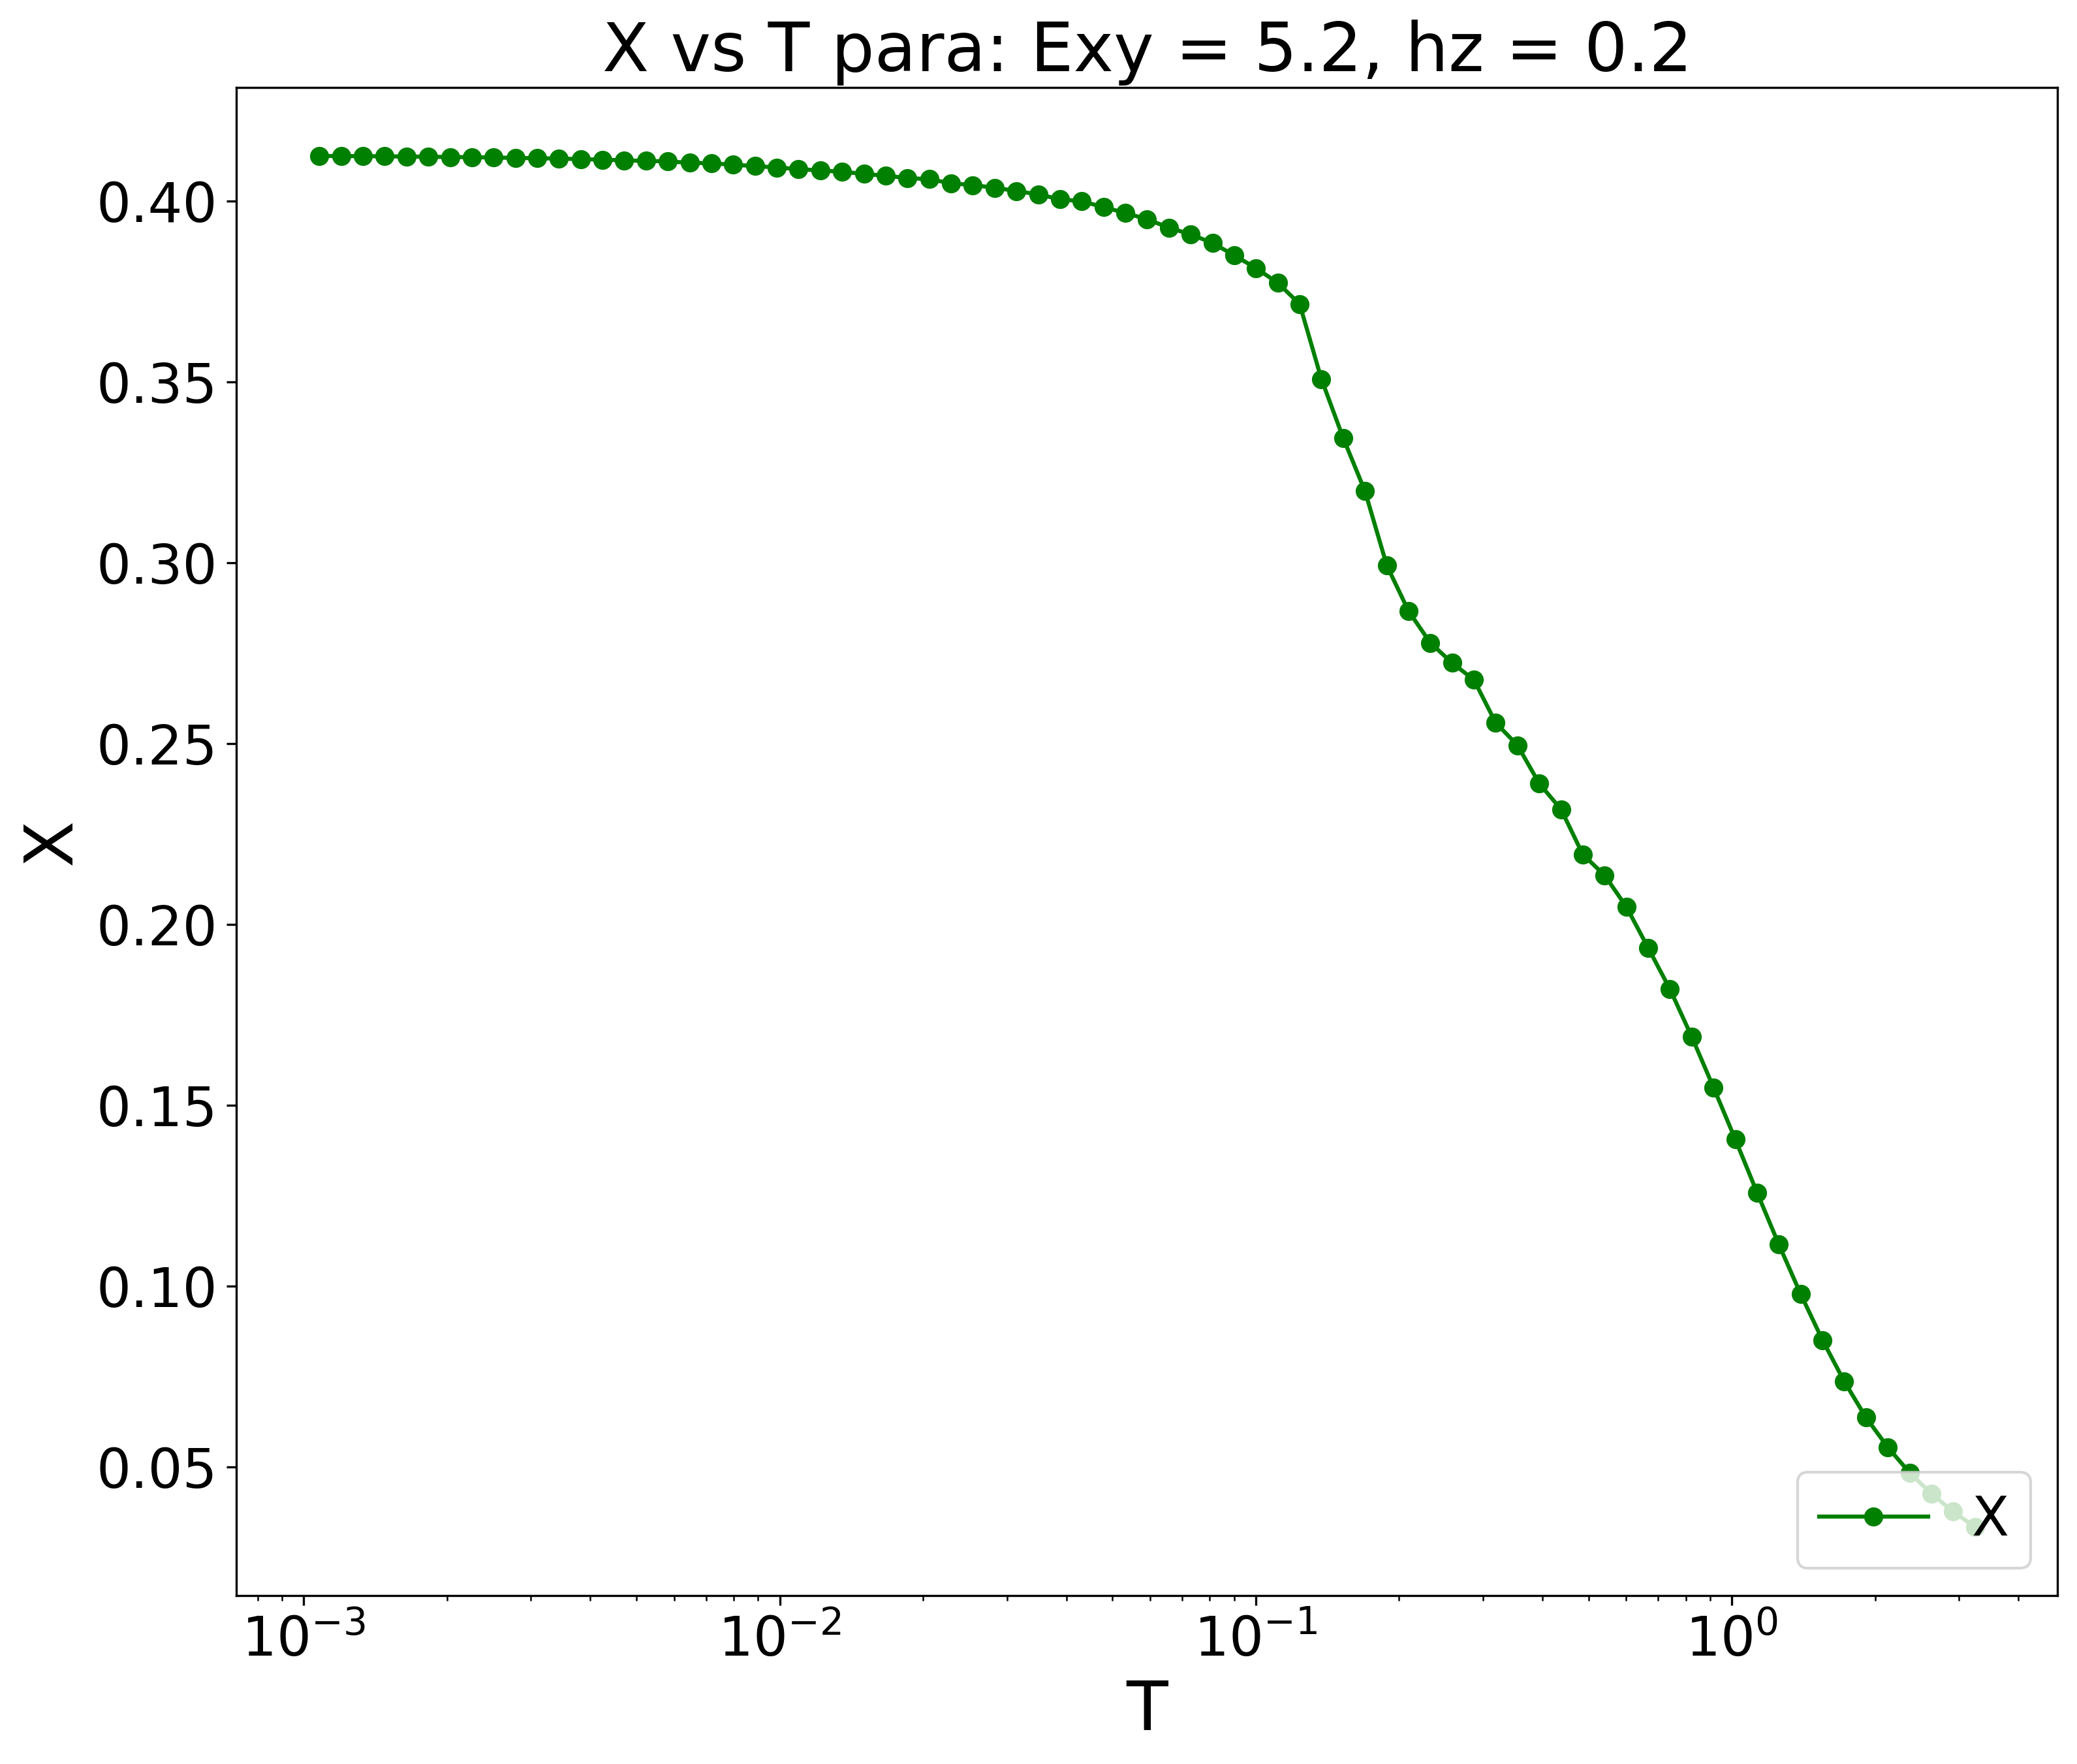 X vs T para: Exy = 5.2, hz = 0.2
X
0.40
0.35
0.30
0.25
0.20
0.15
0.10
0.05
X
10⁻³ 10⁻² 10⁻¹ 10⁰
T